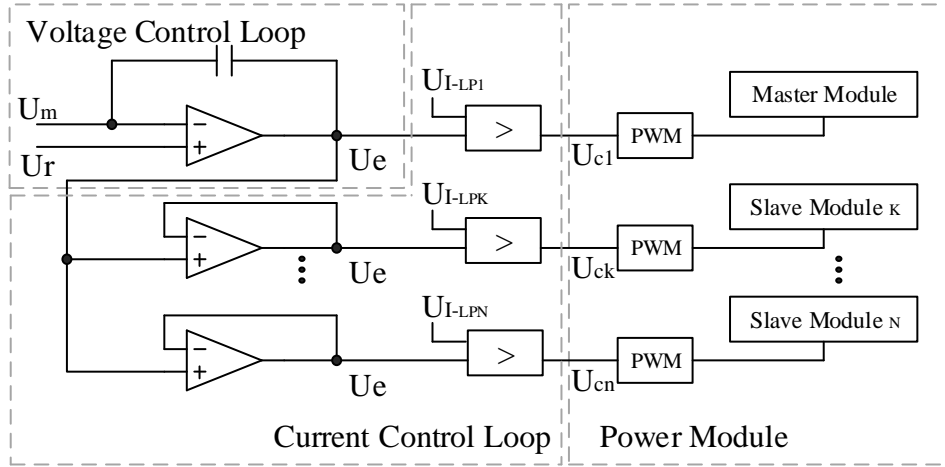 Voltage Control Loop
Um
Ur
−
+
Ue
UI-LP1
>
Uc1
PWM
Master Module
−
+
Ue
UI-LPK
>
Uck
PWM
Slave Module K
−
+
Ue
UI-LPN
>
Ucn
PWM
Slave Module N
Current Control Loop
Power Module